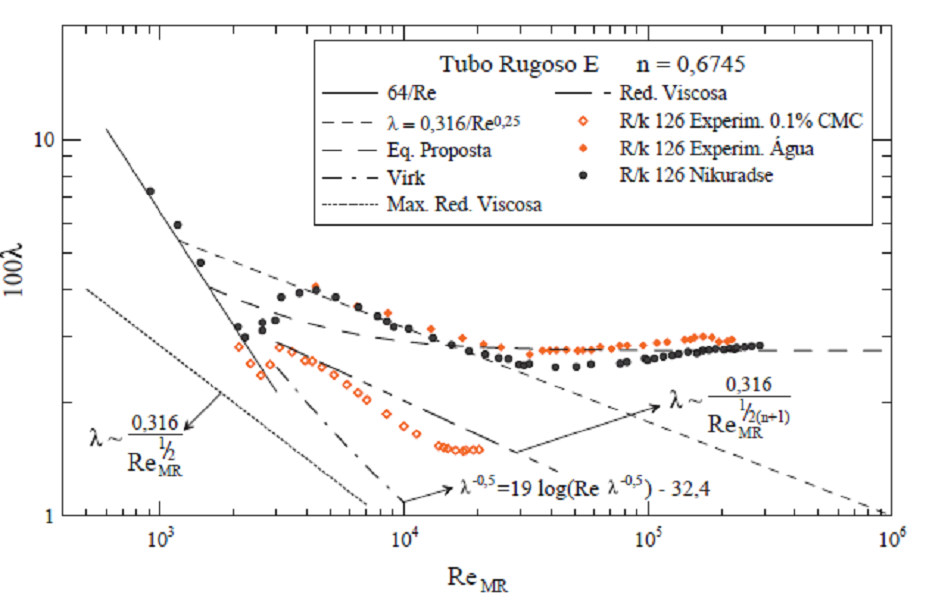 Tubo Rugoso E n = 0,6745
64/Re
λ = 0,316/Re^0,25
Eq. Proposta
Virk
Max. Red. Viscosa
Red. Viscosa
R/k 126 Experim. 0.1% CMC
R/k 126 Experim. Água
R/k 126 Nikuradse
10
1
100λ
λ ~ 0,316 / Re_MR^1/2
λ ~ 0,316 / Re_MR^1/2(n+1)
λ^-0,5=19 log(Re λ^-0,5) - 32,4
10^3 10^4 10^5 10^6
Re_MR